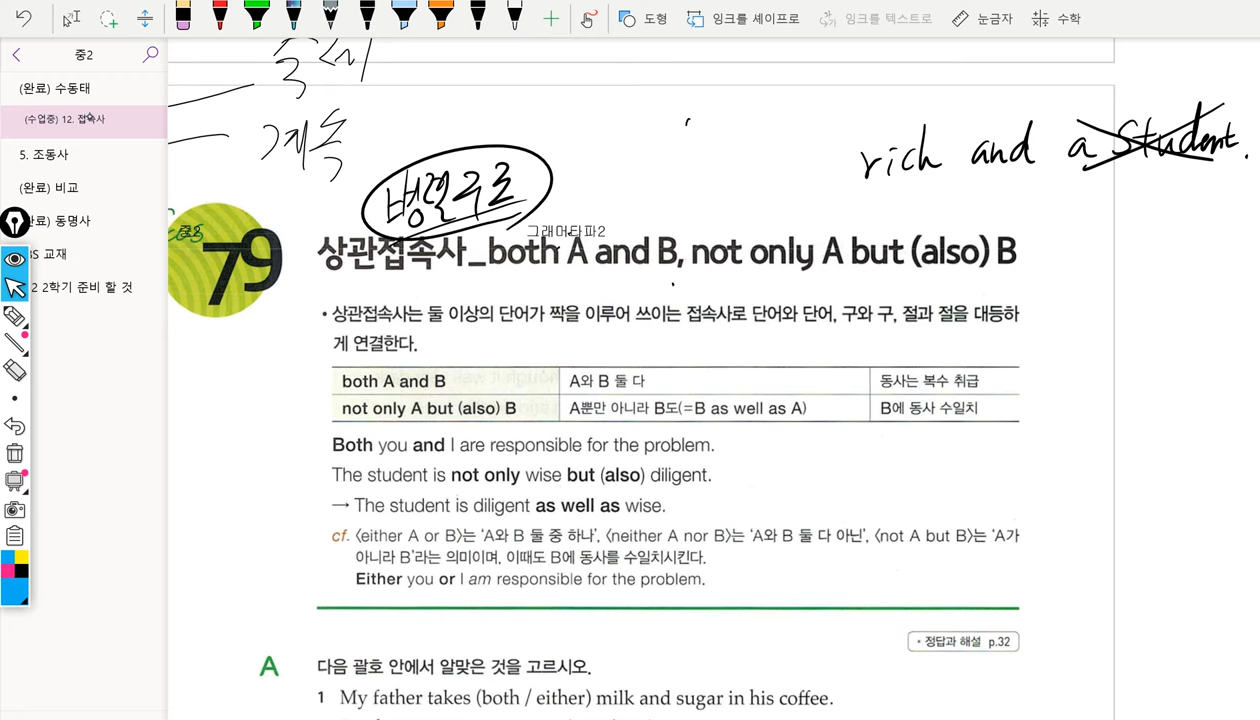 도형
잉크를 셰이프로
잉크를 텍스트로
눈금자
수학
중2
(완료) 수동태
(수업중) 12. 접속사
5. 조동사
(완료) 비교
완료) 동명사
BS 교재
2 2학기 준비 할 것
계속
병렬구로
rich and a student.
중2
그래머타파2
79
상관접속사_both A and B, not only A but (also) B
• 상관접속사는 둘 이상의 단어가 짝을 이루어 쓰이는 접속사로 단어와 단어, 구와 구, 절과 절을 대등하
게 연결한다.
both A and B A와 B 둘 다 동사는 복수 취급
not only A but (also) B A뿐만 아니라 B도(=B as well as A) B에 동사 수일치
Both you and I are responsible for the problem.
The student is not only wise but (also) diligent.
→ The student is diligent as well as wise.
cf. 〈either A or B〉는 ‘A와 B 둘 중 하나’, 〈neither A nor B〉는 ‘A와 B 둘 다 아닌’, 〈not A but B〉는 ‘A가
아니라 B’라는 의미이며, 이때도 B에 동사를 수일치시킨다.
Either you or I am responsible for the problem.
• 정답과 해설 p.32
A 다음 괄호 안에서 알맞은 것을 고르시오.
1 My father takes (both / either) milk and sugar in his coffee.